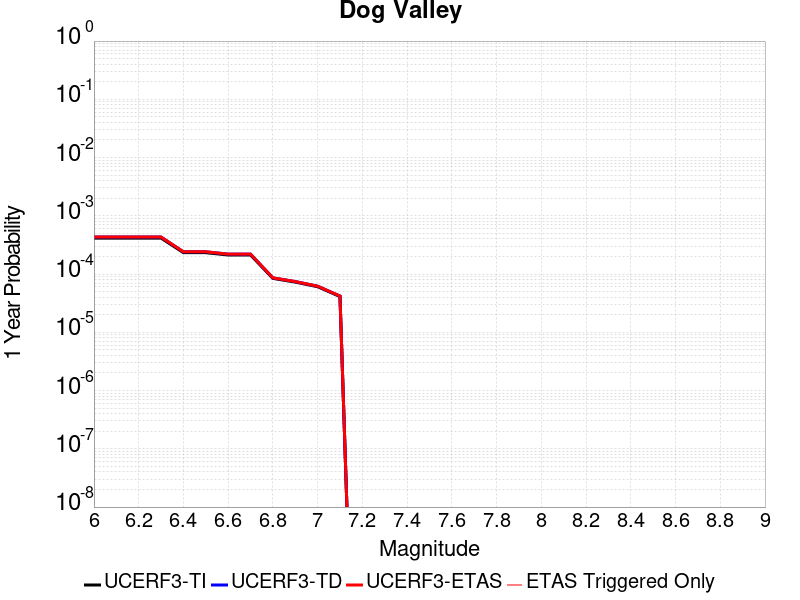 Dog Valley
10^0
10^-1
10^-2
10^-3
10^-4
10^-5
10^-6
10^-7
10^-8
1 Year Probability
6 6.2 6.4 6.6 6.8 7 7.2 7.4 7.6 7.8 8 8.2 8.4 8.6 8.8 9
Magnitude
UCERF3-TI UCERF3-TD UCERF3-ETAS ETAS Triggered Only